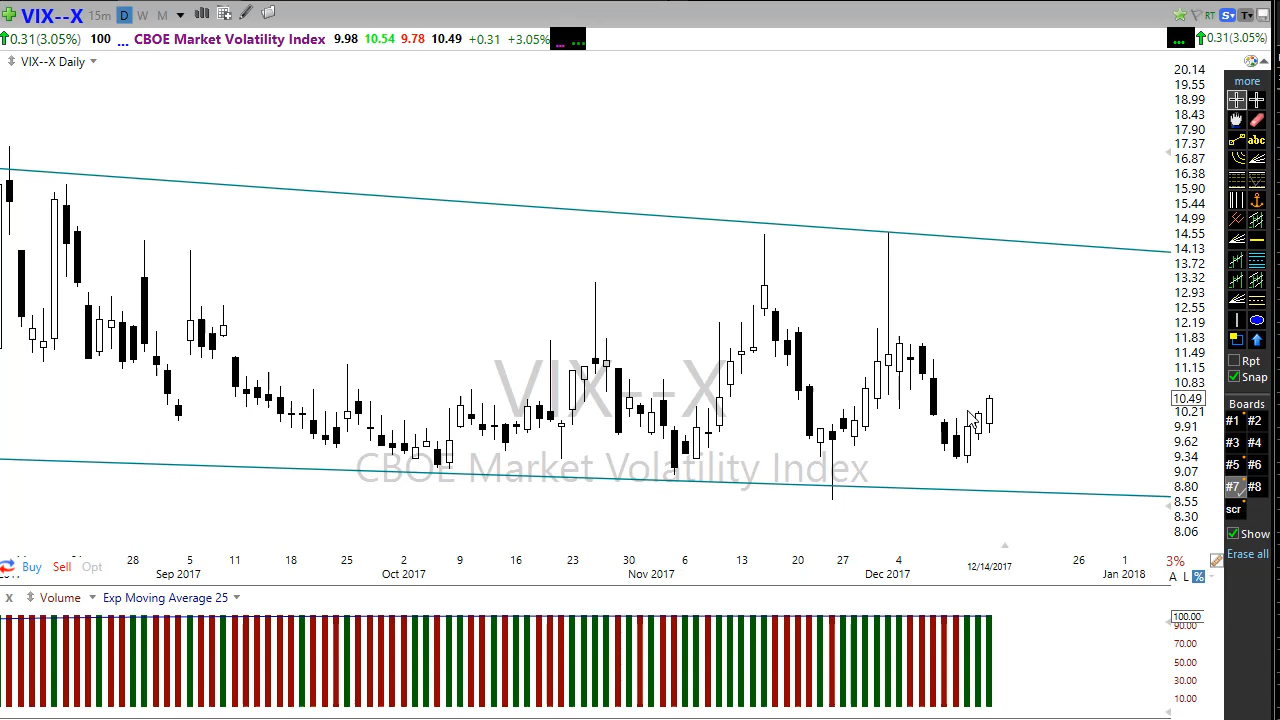 VIX--X 15m D W M RT S T
0.31(3.05%) 100 ... CBOE Market Volatility Index 9.98 10.54 9.78 10.49 +0.31 +3.05% ... ... ... 0.31(3.05%)
VIX--X Daily
20.14
19.55
18.99
18.43
17.90
17.37
16.87
16.38
15.90
15.44
14.99
14.55
14.13
13.72
13.32
12.93
12.55
12.19
11.83
11.49
11.15
10.83
10.49
10.21
9.91
9.62
9.34
9.07
8.80
8.55
8.30
8.06
more
abc
Rpt
Snap
Boards
#1 #2
#3 #4
#5 #6
#7 #8
scr
Show
Erase all
VIX--X
CBOE Market Volatility Index
28 5 11 18 25 2 9 16 23 30 6 13 20 27 4 26 1
Sep 2017 Oct 2017 Nov 2017 Dec 2017 12/14/2017 Jan 2018
Buy Sell Opt
3%
A L %
X Volume Exp Moving Average 25
100.00
90.00
70.00
50.00
30.00
10.00